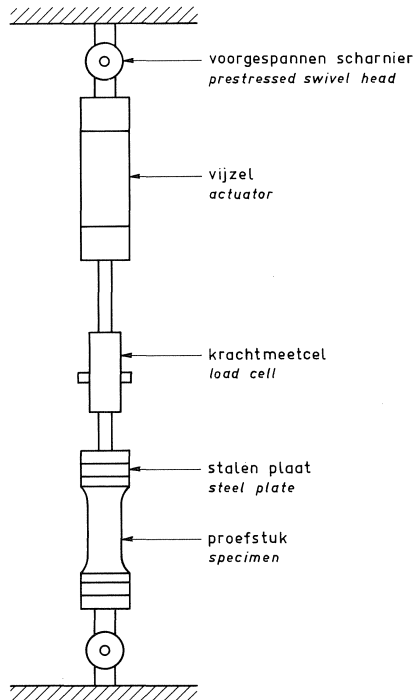 voorgespannen scharnier
prestressed swivel head
vijzel
actuator
krachtmeetcel
load cell
stalen plaat
steel plate
proefstuk
specimen